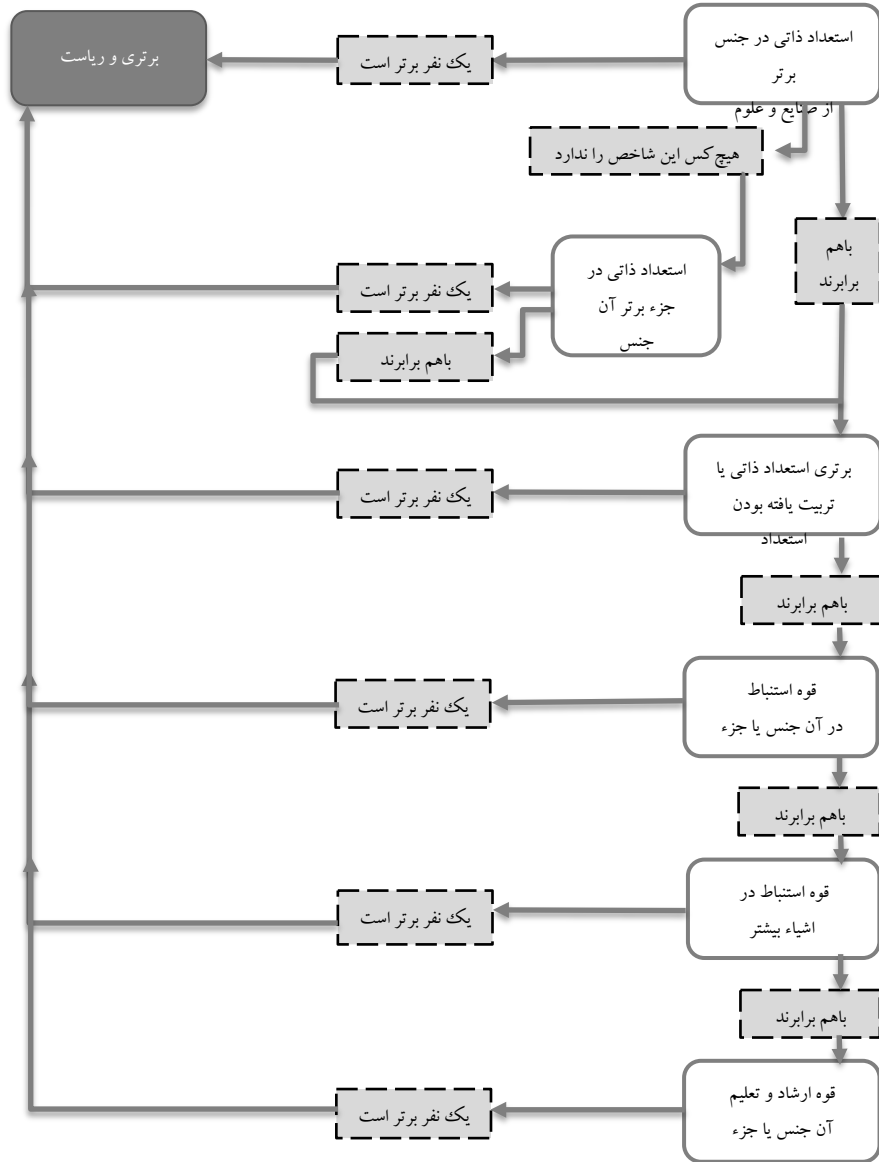 استعداد ذاتی در جنس
برتر
از صنایع و علوم
یک نفر برتر است
برتری و ریاست
هیچ‌کس این شاخص را ندارد
باهم
برابرند
استعداد ذاتی در
جزء برتر آن
جنس
یک نفر برتر است
باهم برابرند
برتری استعداد ذاتی یا
تربیت یافته بودن
استعداد
یک نفر برتر است
باهم برابرند
قوه استنباط
در آن جنس یا جزء
یک نفر برتر است
باهم برابرند
قوه استنباط در
اشیاء بیشتر
یک نفر برتر است
باهم برابرند
قوه ارشاد و تعلیم
آن جنس یا جزء
یک نفر برتر است